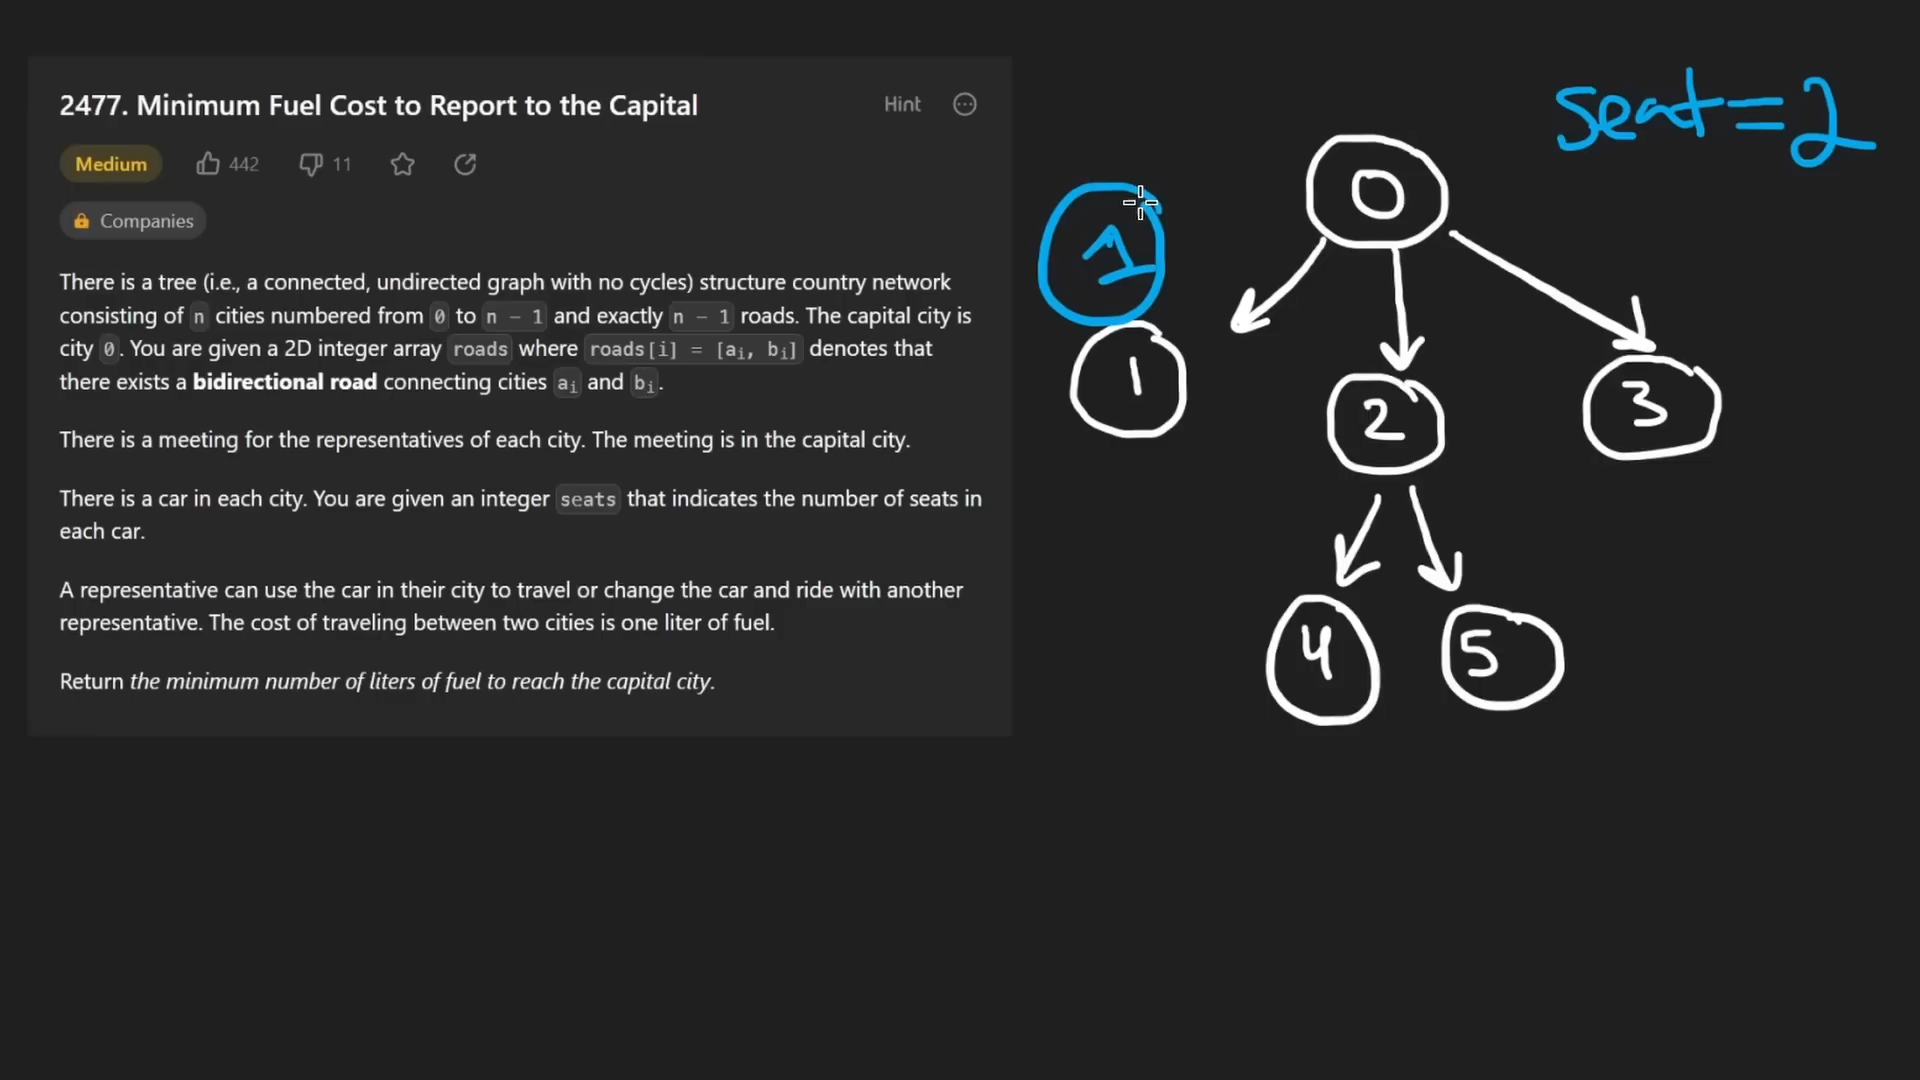 2477. Minimum Fuel Cost to Report to the Capital
Hint
Medium 442 11
Companies
There is a tree (i.e., a connected, undirected graph with no cycles) structure country network
consisting of n cities numbered from 0 to n - 1 and exactly n - 1 roads. The capital city is
city 0. You are given a 2D integer array roads where roads[i] = [aᵢ, bᵢ] denotes that
there exists a bidirectional road connecting cities aᵢ and bᵢ.
There is a meeting for the representatives of each city. The meeting is in the capital city.
There is a car in each city. You are given an integer seats that indicates the number of seats in
each car.
A representative can use the car in their city to travel or change the car and ride with another
representative. The cost of traveling between two cities is one liter of fuel.
Return the minimum number of liters of fuel to reach the capital city.
seat=2
0
1
1
2
3
4
5